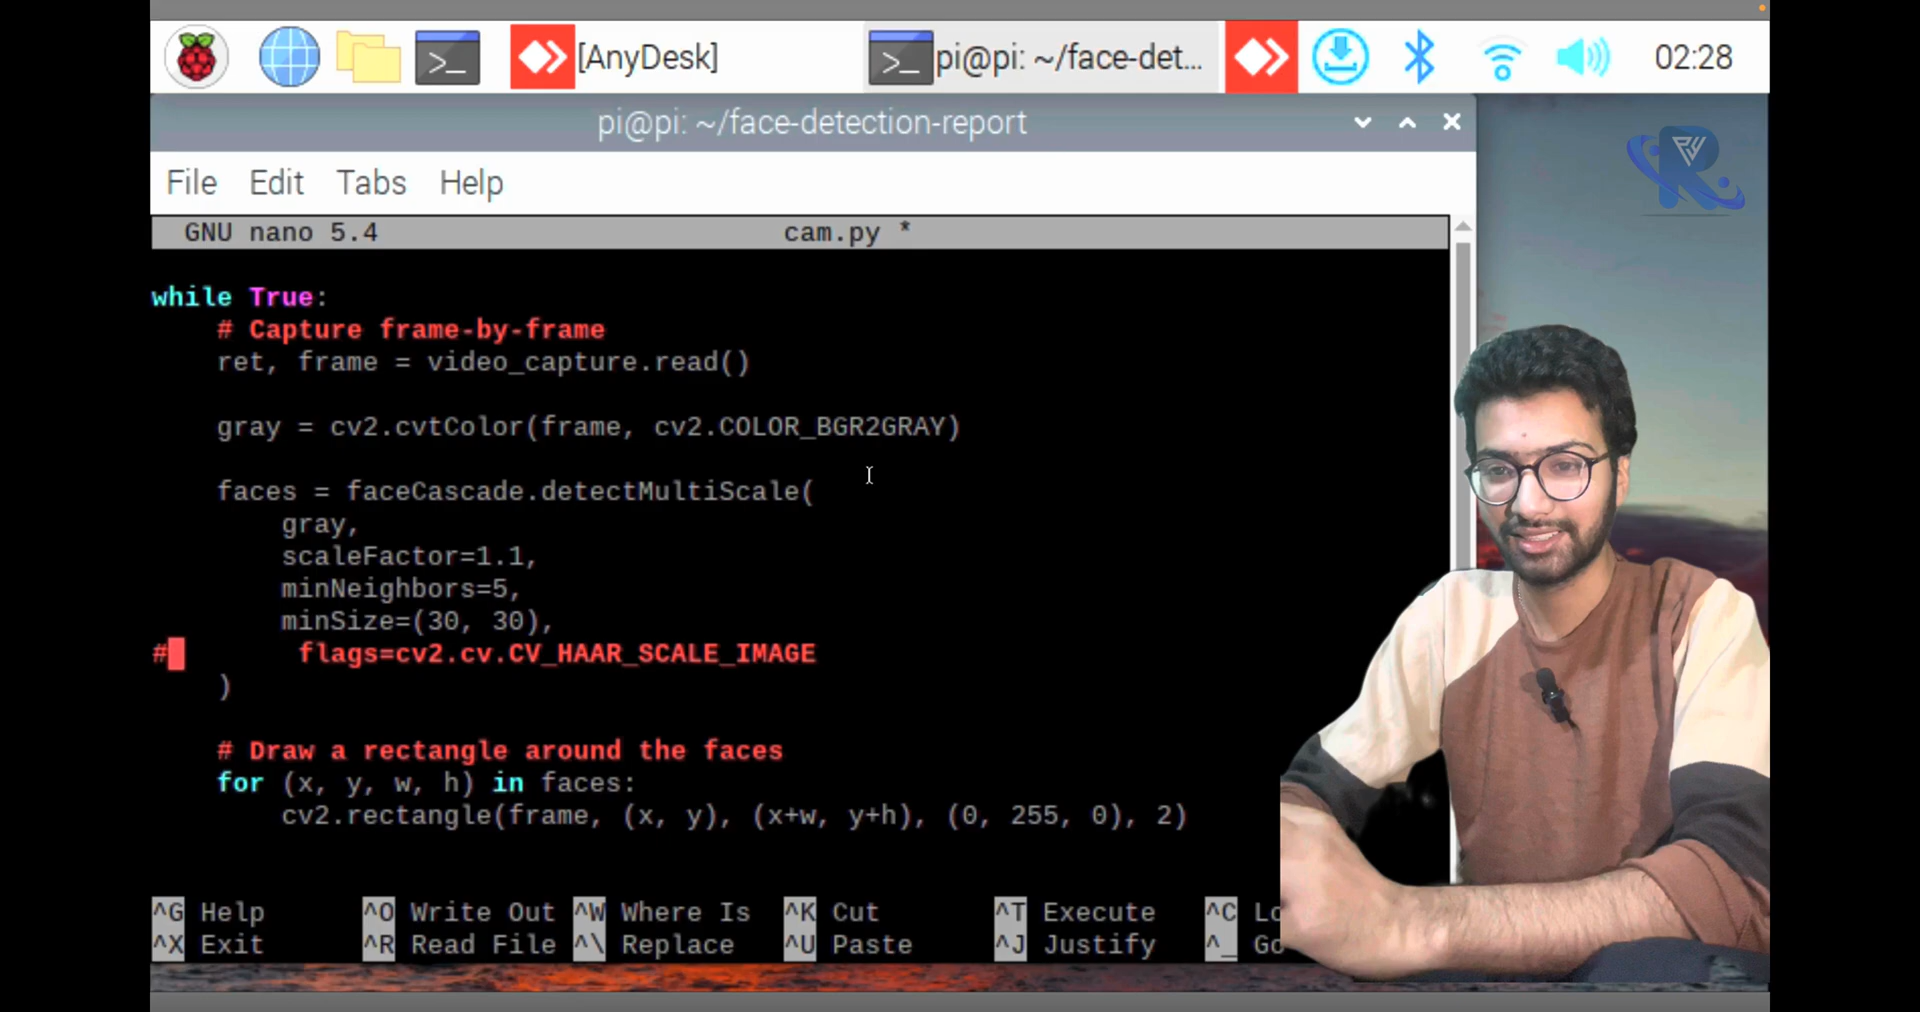 [AnyDesk]
pi@pi: ~/face-det...
02:28
pi@pi: ~/face-detection-report
File Edit Tabs Help
GNU nano 5.4 cam.py *
while True:
# Capture frame-by-frame
ret, frame = video_capture.read()
gray = cv2.cvtColor(frame, cv2.COLOR_BGR2GRAY)
faces = faceCascade.detectMultiScale(
gray,
scaleFactor=1.1,
minNeighbors=5,
minSize=(30, 30),
# flags=cv2.cv.CV_HAAR_SCALE_IMAGE
)
# Draw a rectangle around the faces
for (x, y, w, h) in faces:
cv2.rectangle(frame, (x, y), (x+w, y+h), (0, 255, 0), 2)
^G Help ^O Write Out ^W Where Is ^K Cut ^T Execute ^C
^X Exit ^R Read File ^\ Replace ^U Paste ^J Justify ^_ Go